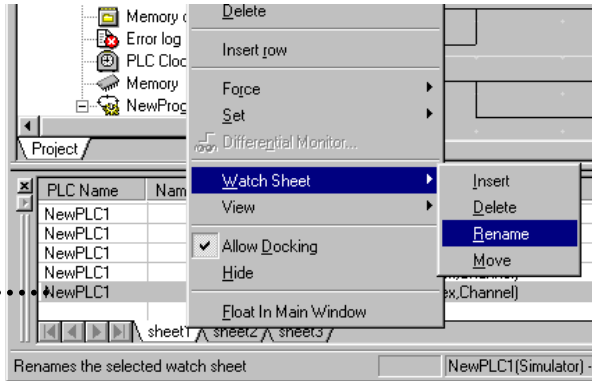 Memory
Error log
PLC Cloc
Memory
NewProg
Project
Delete
Insert row
Force
Set
Differential Monitor...
Watch Sheet
View
Allow Docking
Hide
Float In Main Window
Insert
Delete
Rename
Move
PLC Name Nam
NewPLC1
NewPLC1
NewPLC1
NewPLC1
NewPLC1 ex,Channel)
sheet1 sheet2 sheet3
Renames the selected watch sheet NewPLC1(Simulator) -